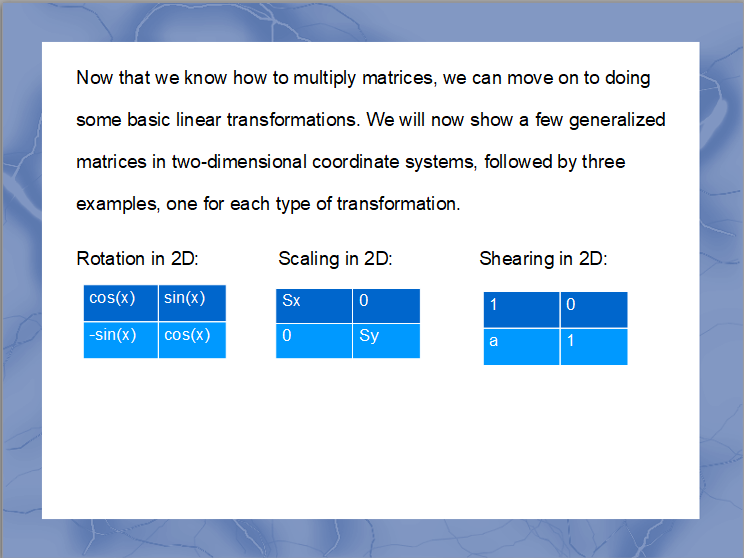 Now that we know how to multiply matrices, we can move on to doing
some basic linear transformations. We will now show a few generalized
matrices in two-dimensional coordinate systems, followed by three
examples, one for each type of transformation.
Rotation in 2D: Scaling in 2D: Shearing in 2D:
cos(x) sin(x) Sx 0 1 0
-sin(x) cos(x) 0 Sy a 1